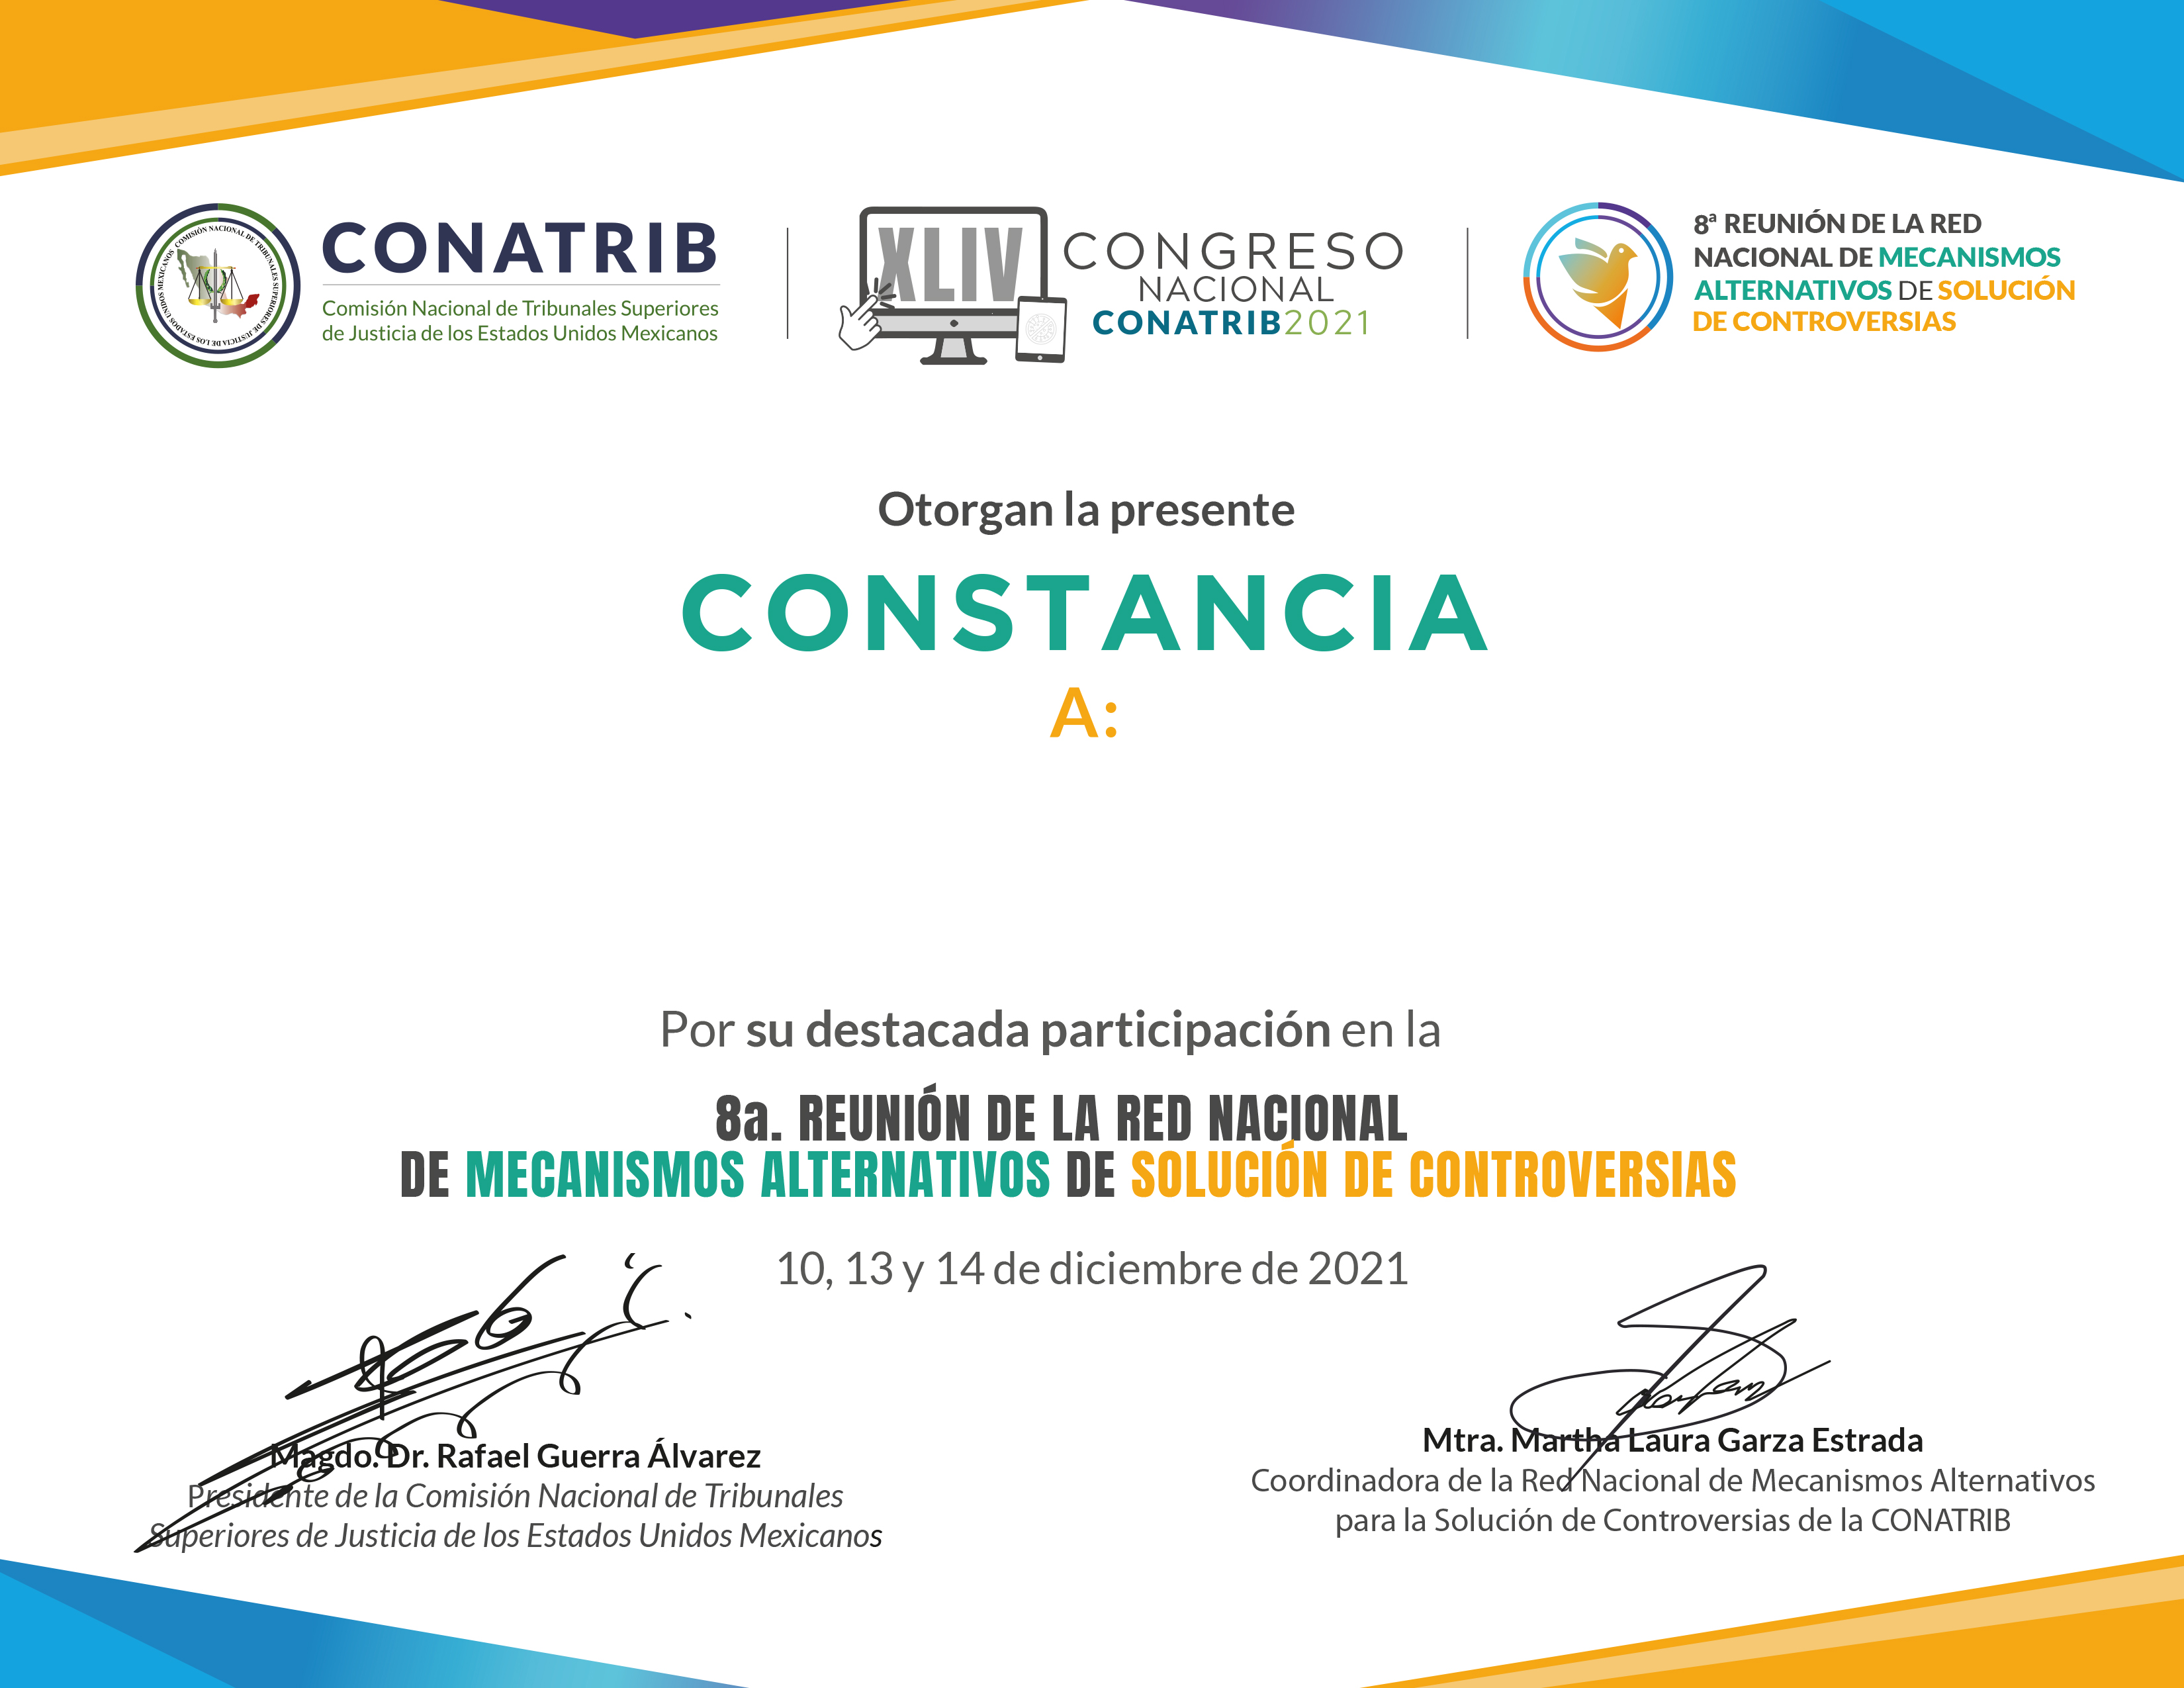 COMISIÓN NACIONAL DE TRIBUNALES SUPERIORES DE JUSTICIA DE LOS ESTADOS UNIDOS MEXICANOS
CONATRIB
Comisión Nacional de Tribunales Superiores
de Justicia de los Estados Unidos Mexicanos
XLIV
CONGRESO
NACIONAL
CONATRIB2021
8ª REUNIÓN DE LA RED
NACIONAL DE MECANISMOS
ALTERNATIVOS DE SOLUCIÓN
DE CONTROVERSIAS
Otorgan la presente
CONSTANCIA
A:
Por su destacada participación en la
8a. REUNIÓN DE LA RED NACIONAL
DE MECANISMOS ALTERNATIVOS DE SOLUCIÓN DE CONTROVERSIAS
10, 13 y 14 de diciembre de 2021
Magdo. Dr. Rafael Guerra Álvarez
Presidente de la Comisión Nacional de Tribunales
Superiores de Justicia de los Estados Unidos Mexicanos
Mtra. Martha Laura Garza Estrada
Coordinadora de la Red Nacional de Mecanismos Alternativos
para la Solución de Controversias de la CONATRIB